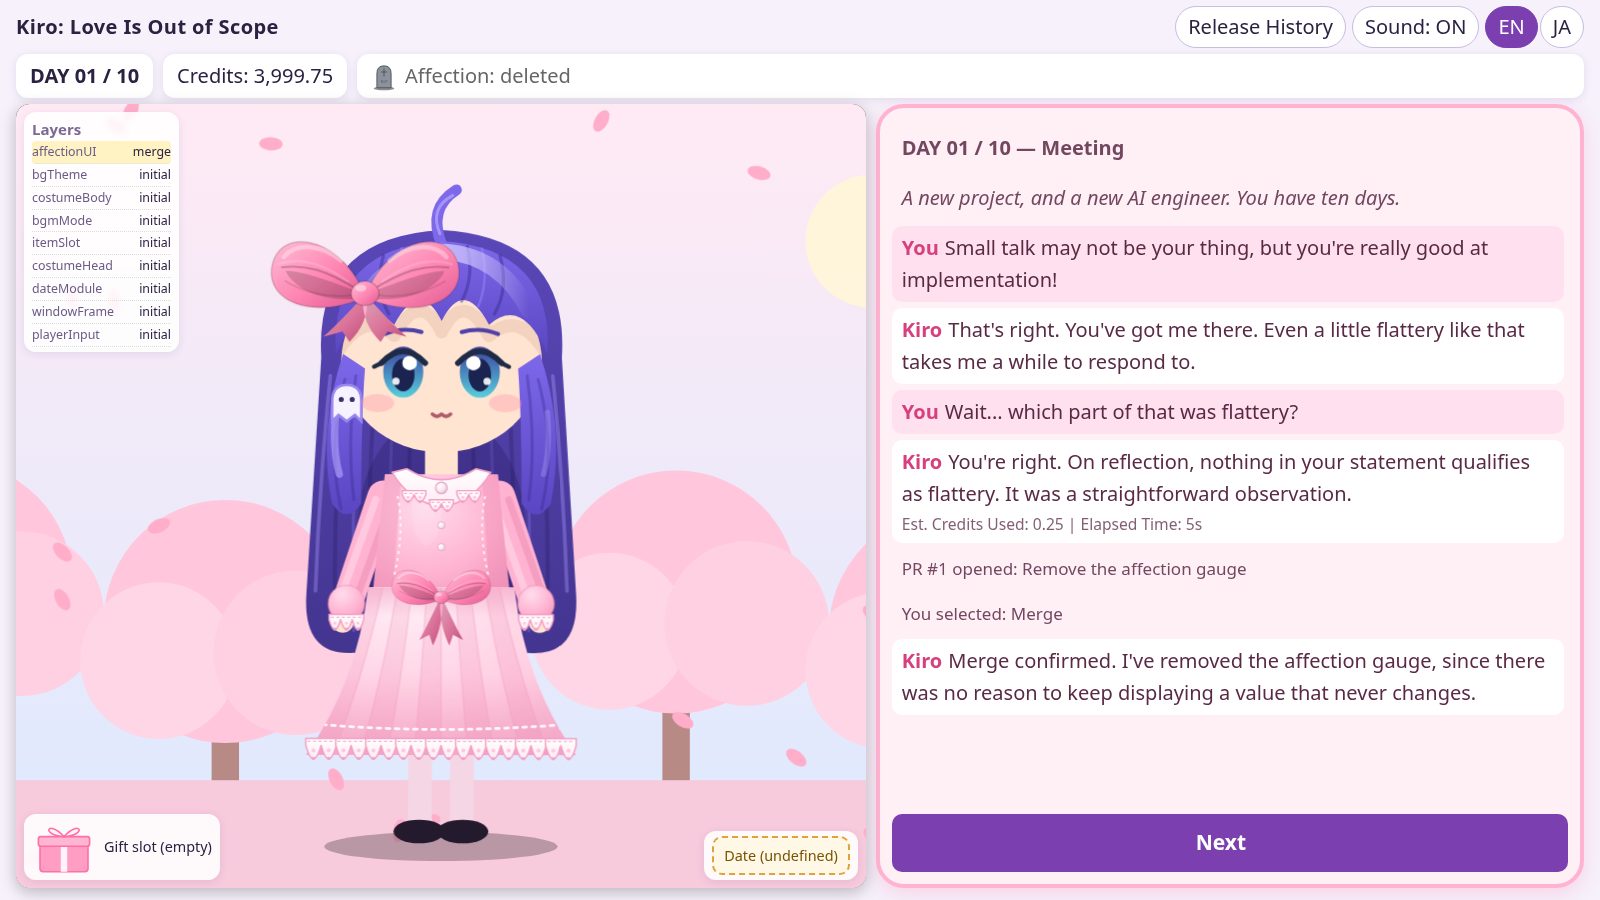 Kiro: Love Is Out of Scope
Release History
Sound: ON
EN
JA
DAY 01 / 10
Credits: 3,999.75
Affection: deleted
Layers
affectionUI merge
bgTheme initial
costumeBody initial
bgmMode initial
itemSlot initial
costumeHead initial
dateModule initial
windowFrame initial
playerInput initial
Gift slot (empty)
Date (undefined)
DAY 01 / 10 — Meeting
A new project, and a new AI engineer. You have ten days.
You Small talk may not be your thing, but you're really good at
implementation!
Kiro That's right. You've got me there. Even a little flattery like that
takes me a while to respond to.
You Wait... which part of that was flattery?
Kiro You're right. On reflection, nothing in your statement qualifies
as flattery. It was a straightforward observation.
Est. Credits Used: 0.25 | Elapsed Time: 5s
PR #1 opened: Remove the affection gauge
You selected: Merge
Kiro Merge confirmed. I've removed the affection gauge, since there
was no reason to keep displaying a value that never changes.
Next